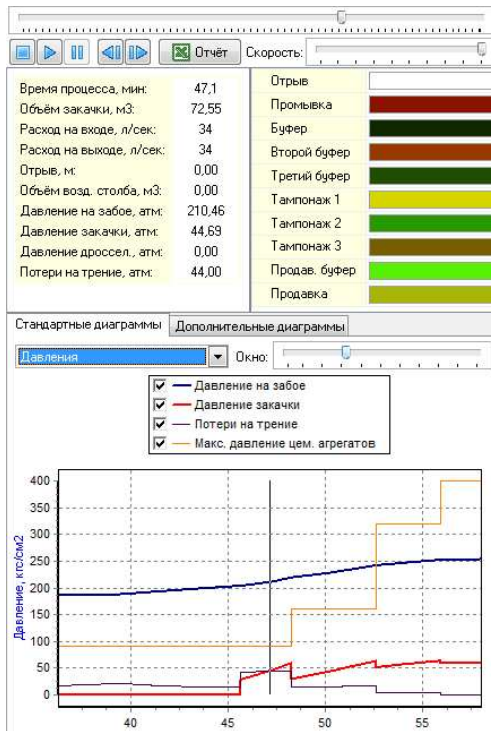 Отчёт Скорость:
Время процесса, мин: 47,1
Объём закачки, м3: 72,55
Расход на входе, л/сек: 34
Расход на выходе, л/сек: 34
Отрыв, м: 0,00
Объём возд. столба, м3: 0,00
Давление на забое, атм: 210,46
Давление закачки, атм: 44,69
Давление дроссел., атм: 0,00
Потери на трение, атм: 44,00
Отрыв
Промывка
Буфер
Второй буфер
Третий буфер
Тампонаж 1
Тампонаж 2
Тампонаж 3
Продав. буфер
Продавка
Стандартные диаграммы Дополнительные диаграммы
Давления Окно:
Давление на забое
Давление закачки
Потери на трение
Макс. давление цем. агрегатов
Давление, кгс/см2
400
350
300
250
200
150
100
50
0
40 45 50 55